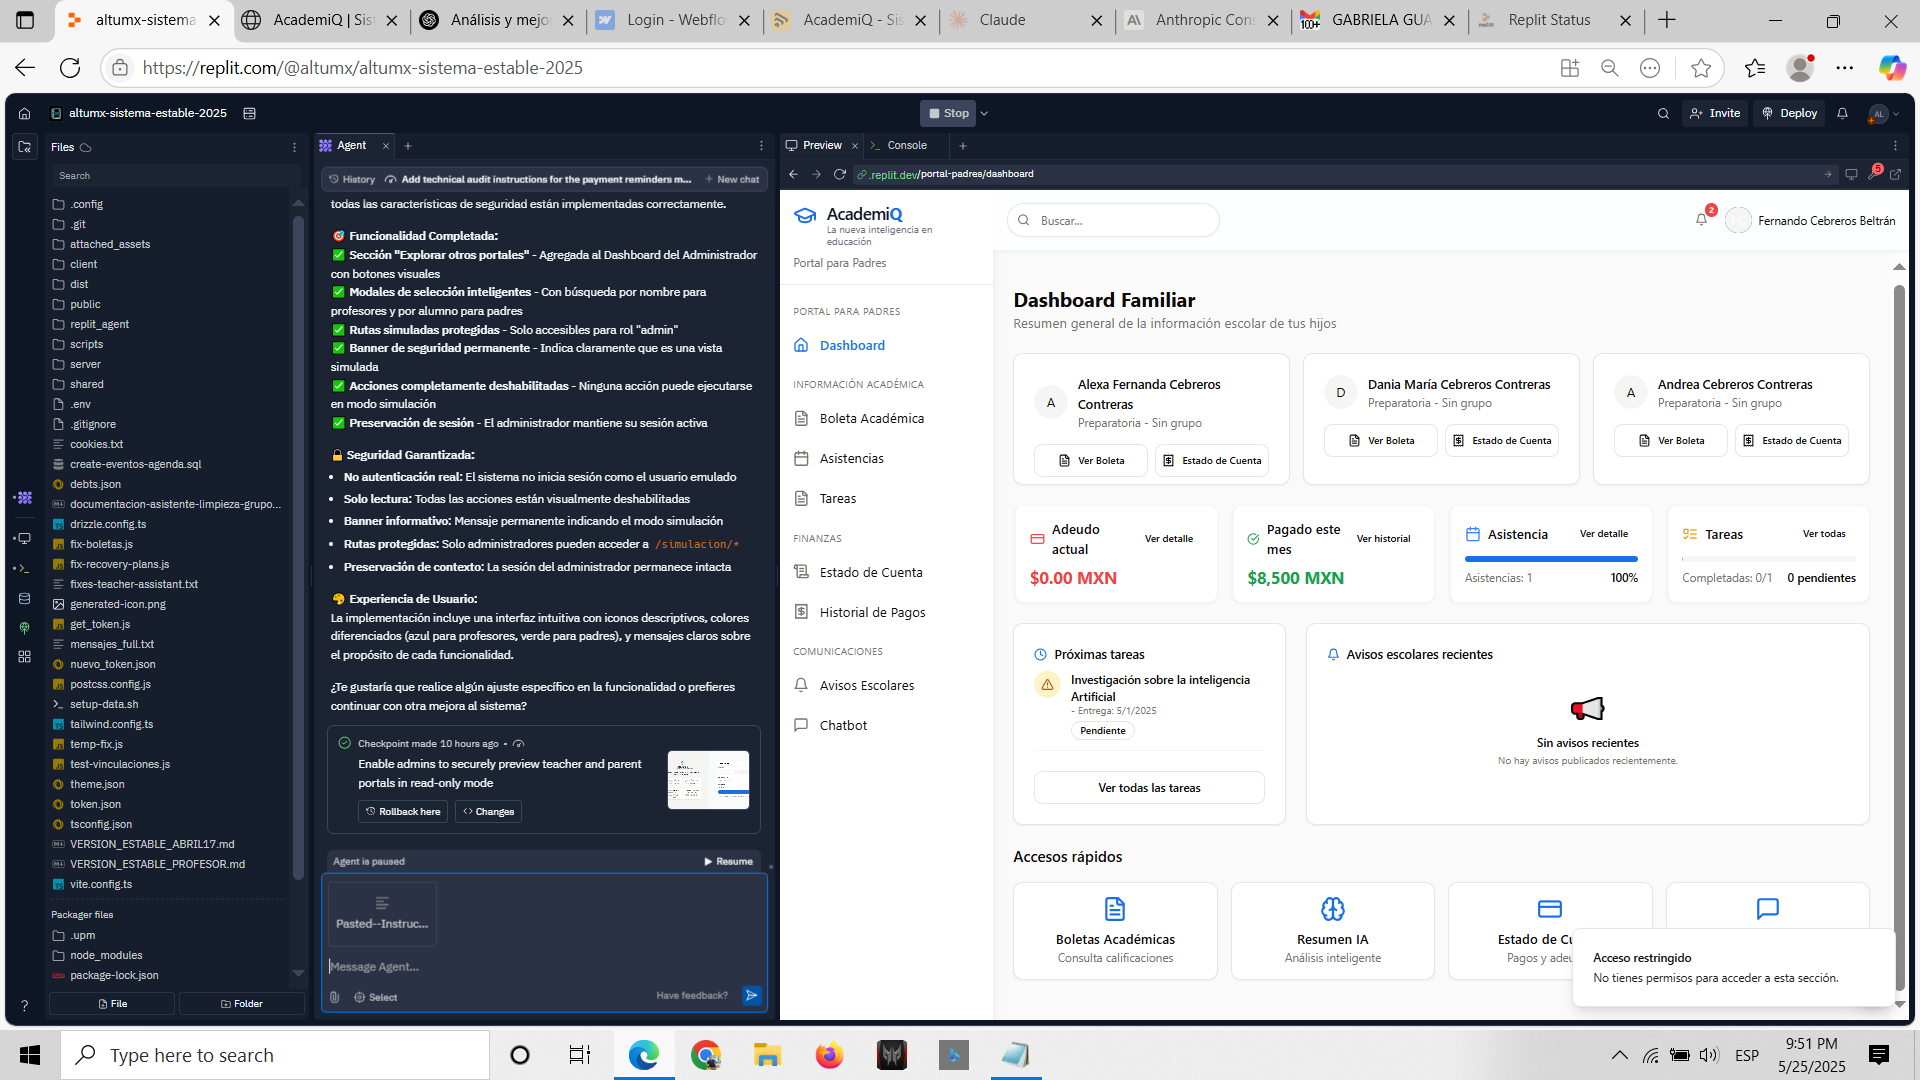 altumx-sistema
AcademiQ | Sist
Análisis y mejo
Login - Webflo
AcademiQ - Sis
Claude
Anthropic Cons
GABRIELA GUA
Replit Status
https://replit.com/@altumx/altumx-sistema-estable-2025
altumx-sistema-estable-2025
Stop
Invite
Deploy
AL
Files
Search
.config
.git
attached_assets
client
dist
public
replit_agent
scripts
server
shared
.env
.gitignore
cookies.txt
create-eventos-agenda.sql
debts.json
documentacion-asistente-limpieza-grupo...
drizzle.config.ts
fix-boletas.js
fix-recovery-plans.js
fixes-teacher-assistant.txt
generated-icon.png
get_token.js
mensajes_full.txt
nuevo_token.json
postcss.config.js
setup-data.sh
tailwind.config.ts
temp-fix.js
test-vinculaciones.js
theme.json
token.json
tsconfig.json
VERSION_ESTABLE_ABRIL17.md
VERSION_ESTABLE_PROFESOR.md
vite.config.ts
Packager files
.upm
node_modules
package-lock.json
File
Folder
Agent
History
Add technical audit instructions for the payment reminders m...
New chat
todas las características de seguridad están implementadas correctamente.
🎯 Funcionalidad Completada:
✅ Sección "Explorar otros portales" - Agregada al Dashboard del Administrador
con botones visuales
✅ Modales de selección inteligentes - Con búsqueda por nombre para
profesores y por alumno para padres
✅ Rutas simuladas protegidas - Solo accesibles para rol "admin"
✅ Banner de seguridad permanente - Indica claramente que es una vista
simulada
✅ Acciones completamente deshabilitadas - Ninguna acción puede ejecutarse
en modo simulación
✅ Preservación de sesión - El administrador mantiene su sesión activa
🔒 Seguridad Garantizada:
• No autenticación real: El sistema no inicia sesión como el usuario emulado
• Solo lectura: Todas las acciones están visualmente deshabilitadas
• Banner informativo: Mensaje permanente indicando el modo simulación
• Rutas protegidas: Solo administradores pueden acceder a /simulacion/*
• Preservación de contexto: La sesión del administrador permanece intacta
🎨 Experiencia de Usuario:
La implementación incluye una interfaz intuitiva con iconos descriptivos, colores
diferenciados (azul para profesores, verde para padres), y mensajes claros sobre
el propósito de cada funcionalidad.
¿Te gustaría que realice algún ajuste específico en la funcionalidad o prefieres
continuar con otra mejora al sistema?
Checkpoint made 10 hours ago •
Enable admins to securely preview teacher and parent
portals in read-only mode
Rollback here
Changes
Agent is paused
Resume
Pasted--Instruc...
Message Agent...
Select
Have feedback?
Preview
Console
.replit.dev/portal-padres/dashboard
5
AcademiQ
La nueva inteligencia en
educación
Portal para Padres
PORTAL PARA PADRES
Dashboard
INFORMACIÓN ACADÉMICA
Boleta Académica
Asistencias
Tareas
FINANZAS
Estado de Cuenta
Historial de Pagos
COMUNICACIONES
Avisos Escolares
Chatbot
Buscar...
2
Fernando Cebreros Beltrán
Dashboard Familiar
Resumen general de la información escolar de tus hijos
A
Alexa Fernanda Cebreros
Contreras
Preparatoria - Sin grupo
Ver Boleta
Estado de Cuenta
D
Dania María Cebreros Contreras
Preparatoria - Sin grupo
Ver Boleta
Estado de Cuenta
A
Andrea Cebreros Contreras
Preparatoria - Sin grupo
Ver Boleta
Estado de Cuenta
Adeudo
actual
Ver detalle
$0.00 MXN
Pagado este
mes
Ver historial
$8,500 MXN
Asistencia
Ver detalle
Asistencias: 1
100%
Tareas
Ver todas
Completadas: 0/1
0 pendientes
Próximas tareas
Investigación sobre la inteligencia
Artificial
- Entrega: 5/1/2025
Pendiente
Ver todas las tareas
Avisos escolares recientes
Sin avisos recientes
No hay avisos publicados recientemente.
Accesos rápidos
Boletas Académicas
Consulta calificaciones
Resumen IA
Análisis inteligente
Estado de Cu
Pagos y adeu
Acceso restringido
No tienes permisos para acceder a esta sección.
Type here to search
ESP
9:51 PM
5/25/2025